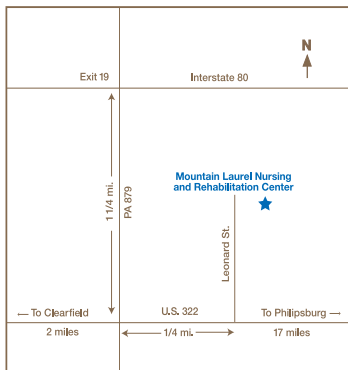 N
Exit 19
Interstate 80
Mountain Laurel Nursing
and Rehabilitation Center
1 1/4 mi.
PA 879
Leonard St.
← To Clearfield
U.S. 322
To Philipsburg →
2 miles
1/4 mi.
17 miles